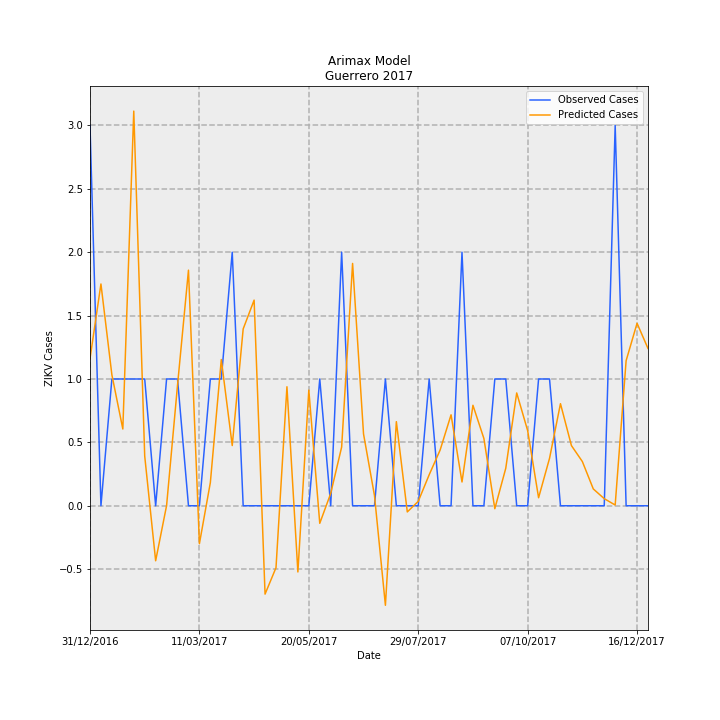 Arimax Model
Guerrero 2017
Observed Cases
Predicted Cases
3.0
2.5
2.0
1.5
1.0
0.5
0.0
−0.5
ZIKV Cases
31/12/2016 11/03/2017 20/05/2017 29/07/2017 07/10/2017 16/12/2017
Date